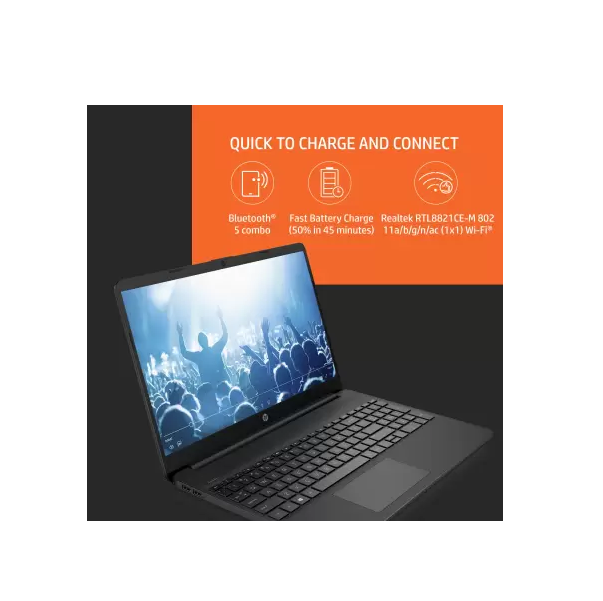 QUICK TO CHARGE AND CONNECT
Bluetooth®
5 combo
Fast Battery Charge
(50% in 45 minutes)
Realtek RTL8821CE-M 802
11a/b/g/n/ac (1x1) Wi-Fi®
hp